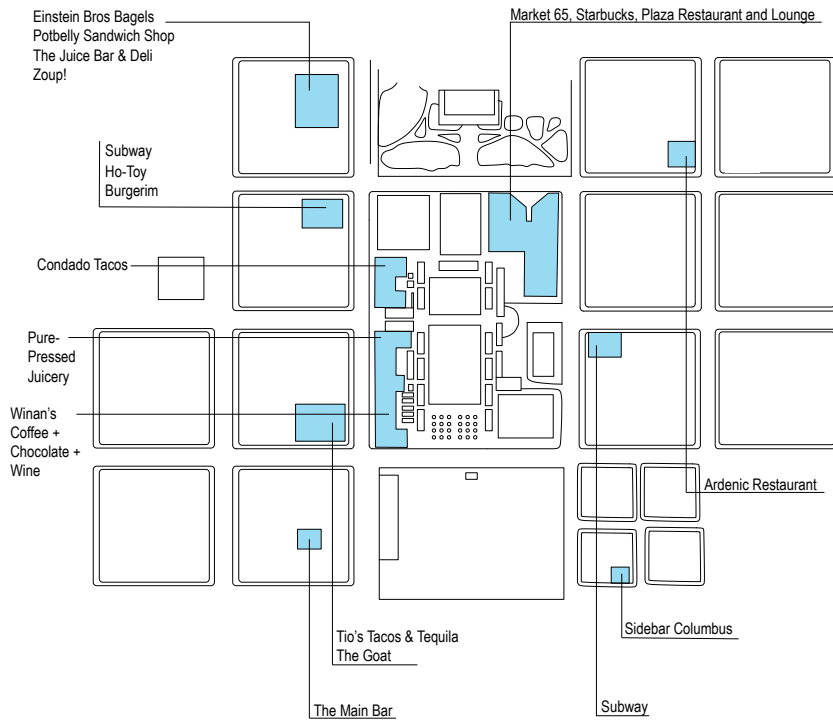 Einstein Bros Bagels
Potbelly Sandwich Shop
The Juice Bar & Deli
Zoup!
Market 65, Starbucks, Plaza Restaurant and Lounge
Subway
Ho-Toy
Burgerim
Condado Tacos
Pure-
Pressed
Juicery
Winan's
Coffee +
Chocolate +
Wine
Ardenic Restaurant
Sidebar Columbus
Tio's Tacos & Tequila
The Goat
Subway
The Main Bar